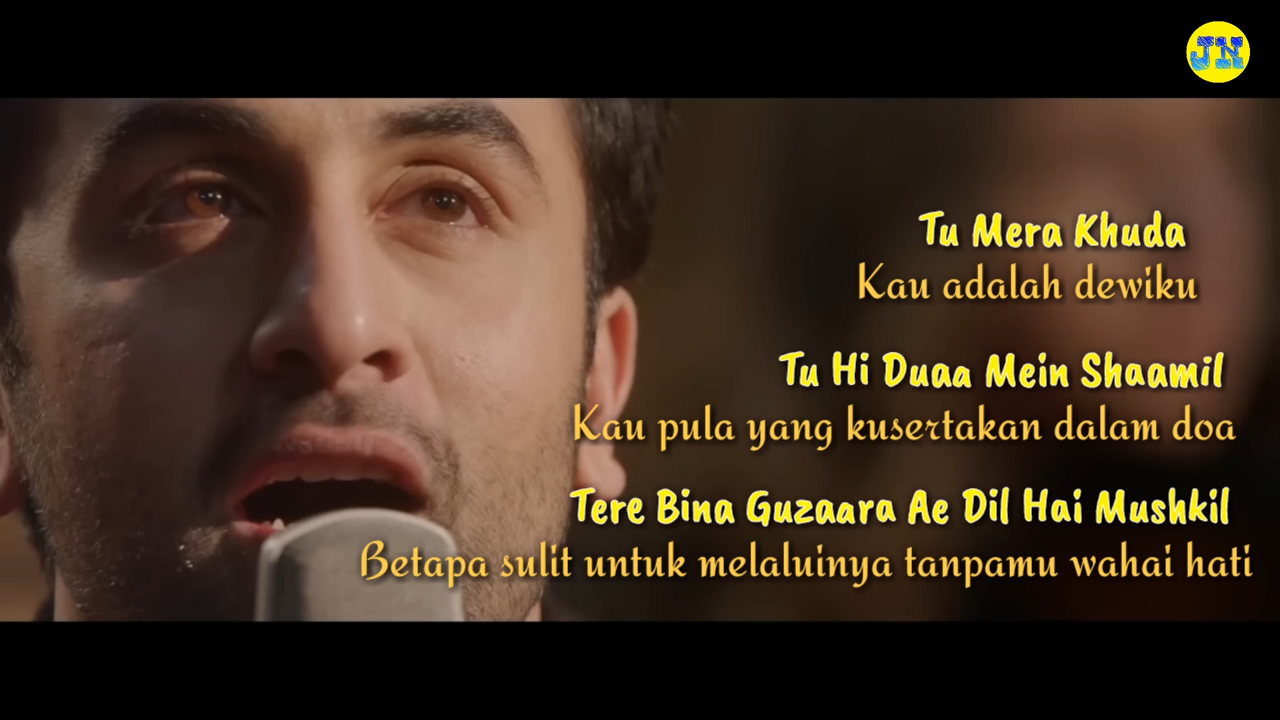 JN
Tu Mera Khuda
Kau adalah dewiku
Tu Hi Duaa Mein Shaamil
Kau pula yang kusertakan dalam doa
Tere Bina Guzaara Ae Dil Hai Mushkil
Betapa sulit untuk melaluinya tanpamu wahai hati